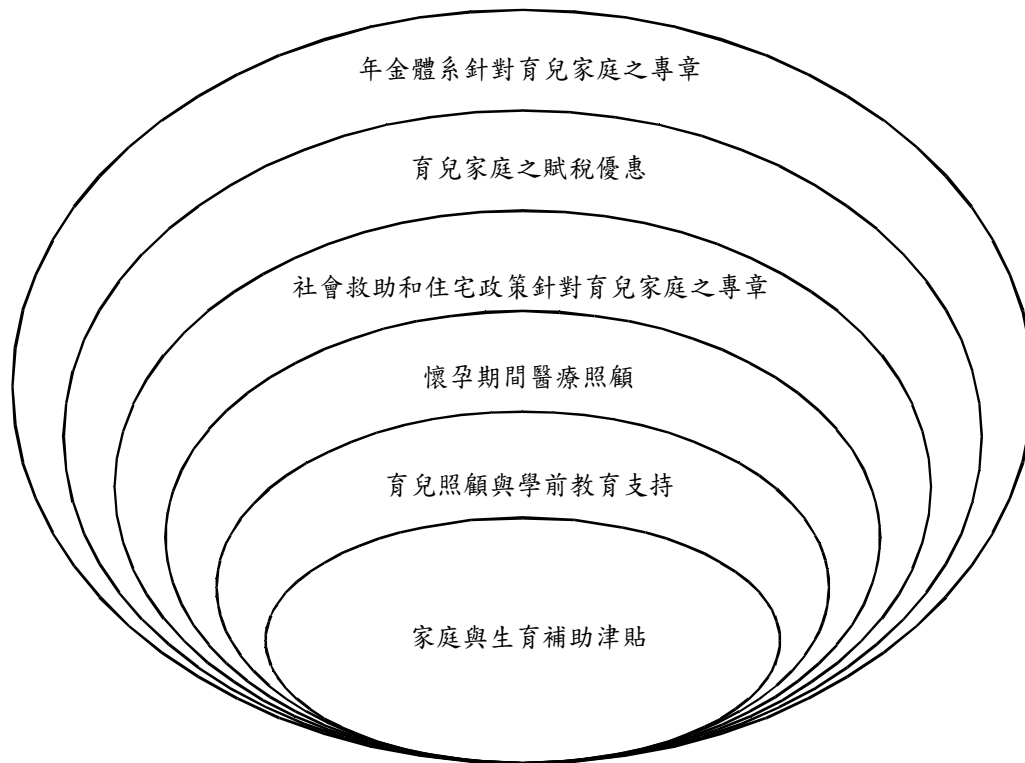 年金體系針對育兒家庭之專章
育兒家庭之賦稅優惠
社會救助和住宅政策針對育兒家庭之專章
懷孕期間醫療照顧
育兒照顧與學前教育支持
家庭與生育補助津貼